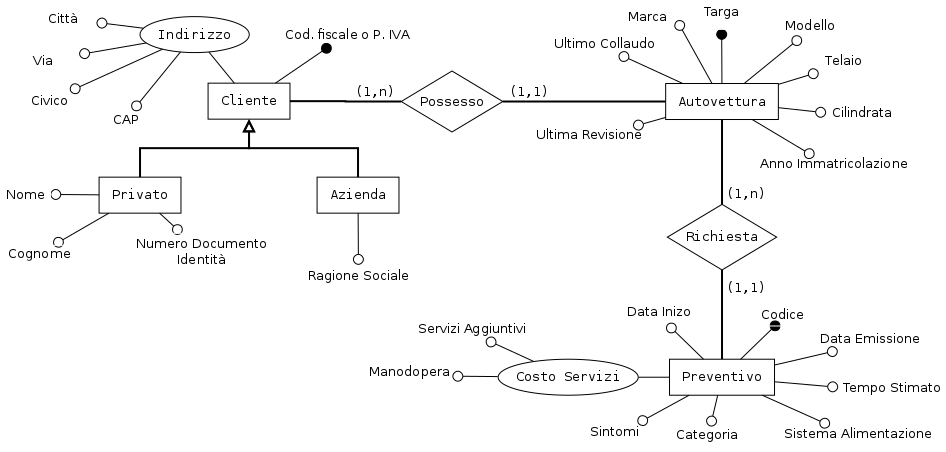 Città
Indirizzo
Via
Civico
CAP
Cod. fiscale o P. IVA
Cliente
(1,n)
Possesso
(1,1)
Marca
Targa
Modello
Ultimo Collaudo
Telaio
Autovettura
Cilindrata
Ultima Revisione
Anno Immatricolazione
Nome
Privato
Azienda
Cognome
Numero Documento
Identità
Ragione Sociale
(1,n)
Richiesta
(1,1)
Data Inizo
Codice
Servizi Aggiuntivi
Data Emissione
Manodopera
Costo Servizi
Preventivo
Tempo Stimato
Sintomi
Categoria
Sistema Alimentazione